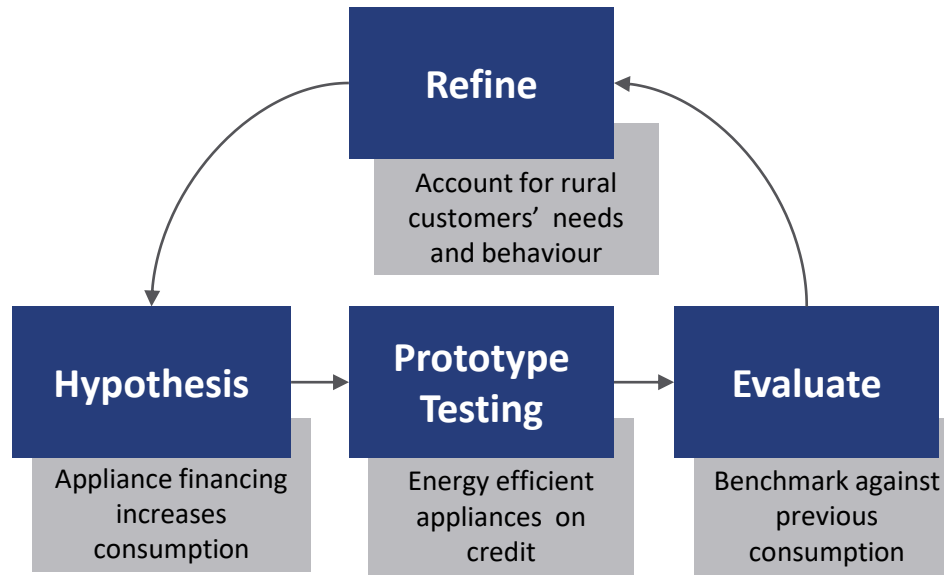 Refine
Account for rural
customers' needs
and behaviour
Hypothesis
Appliance financing
increases
consumption
Prototype
Testing
Energy efficient
appliances on
credit
Evaluate
Benchmark against
previous
consumption